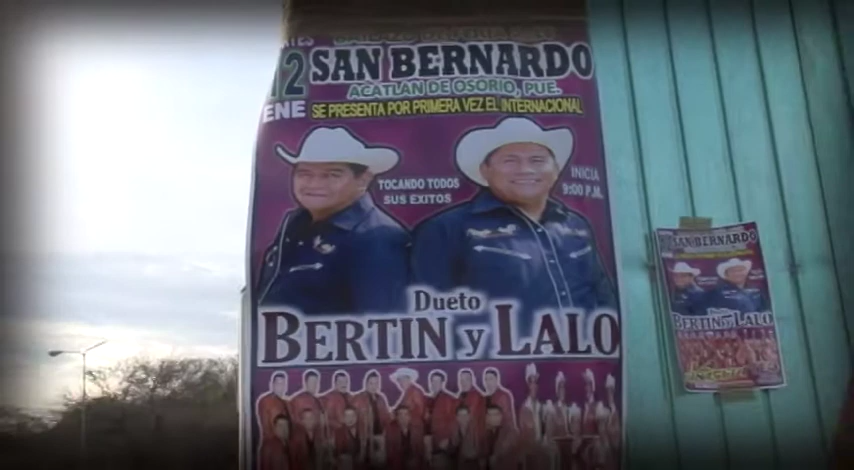 12
ENE
SAN BERNARDO
ACATLAN DE OSORIO, PUE.
SE PRESENTA POR PRIMERA VEZ EL INTERNACIONAL
TOCANDO TODOS
SUS EXITOS
INICIA
9:00 P.M.
Dueto
BERTIN y LALO
SAN BERNARDO
Dueto
BERTIN y LALO